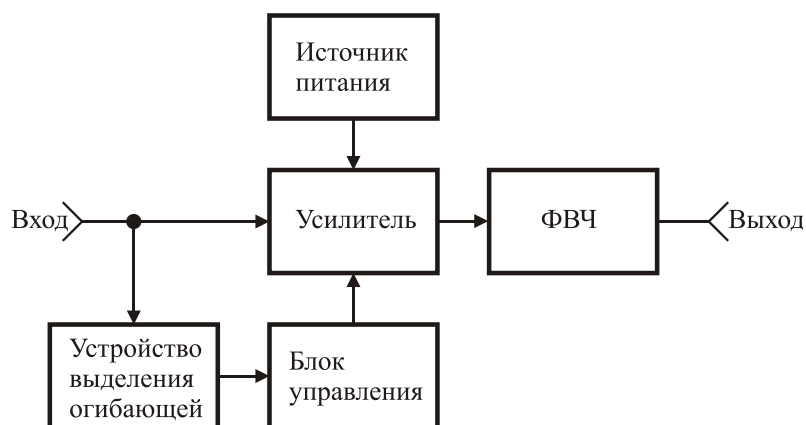 Источник
питания
Вход
Усилитель
ФВЧ
Выход
Устройство
выделения
огибающей
Блок
управления